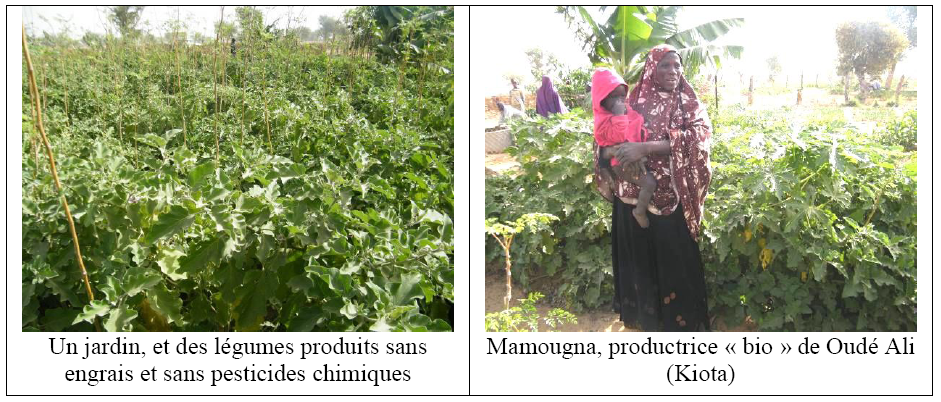 Un jardin, et des légumes produits sans
engrais et sans pesticides chimiques
Mamougna, productrice « bio » de Oudé Ali
(Kiota)